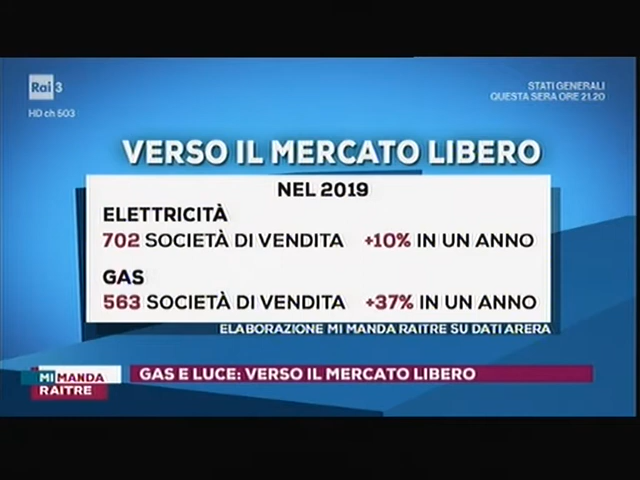 Rai 3
HD ch 503
STATI GENERALI
QUESTA SERA ORE 21.20
VERSO IL MERCATO LIBERO
NEL 2019
ELETTRICITÀ
702 SOCIETÀ DI VENDITA +10% IN UN ANNO
GAS
563 SOCIETÀ DI VENDITA +37% IN UN ANNO
ELABORAZIONE MI MANDA RAITRE SU DATI ARERA
MI MANDA
RAITRE
GAS E LUCE: VERSO IL MERCATO LIBERO